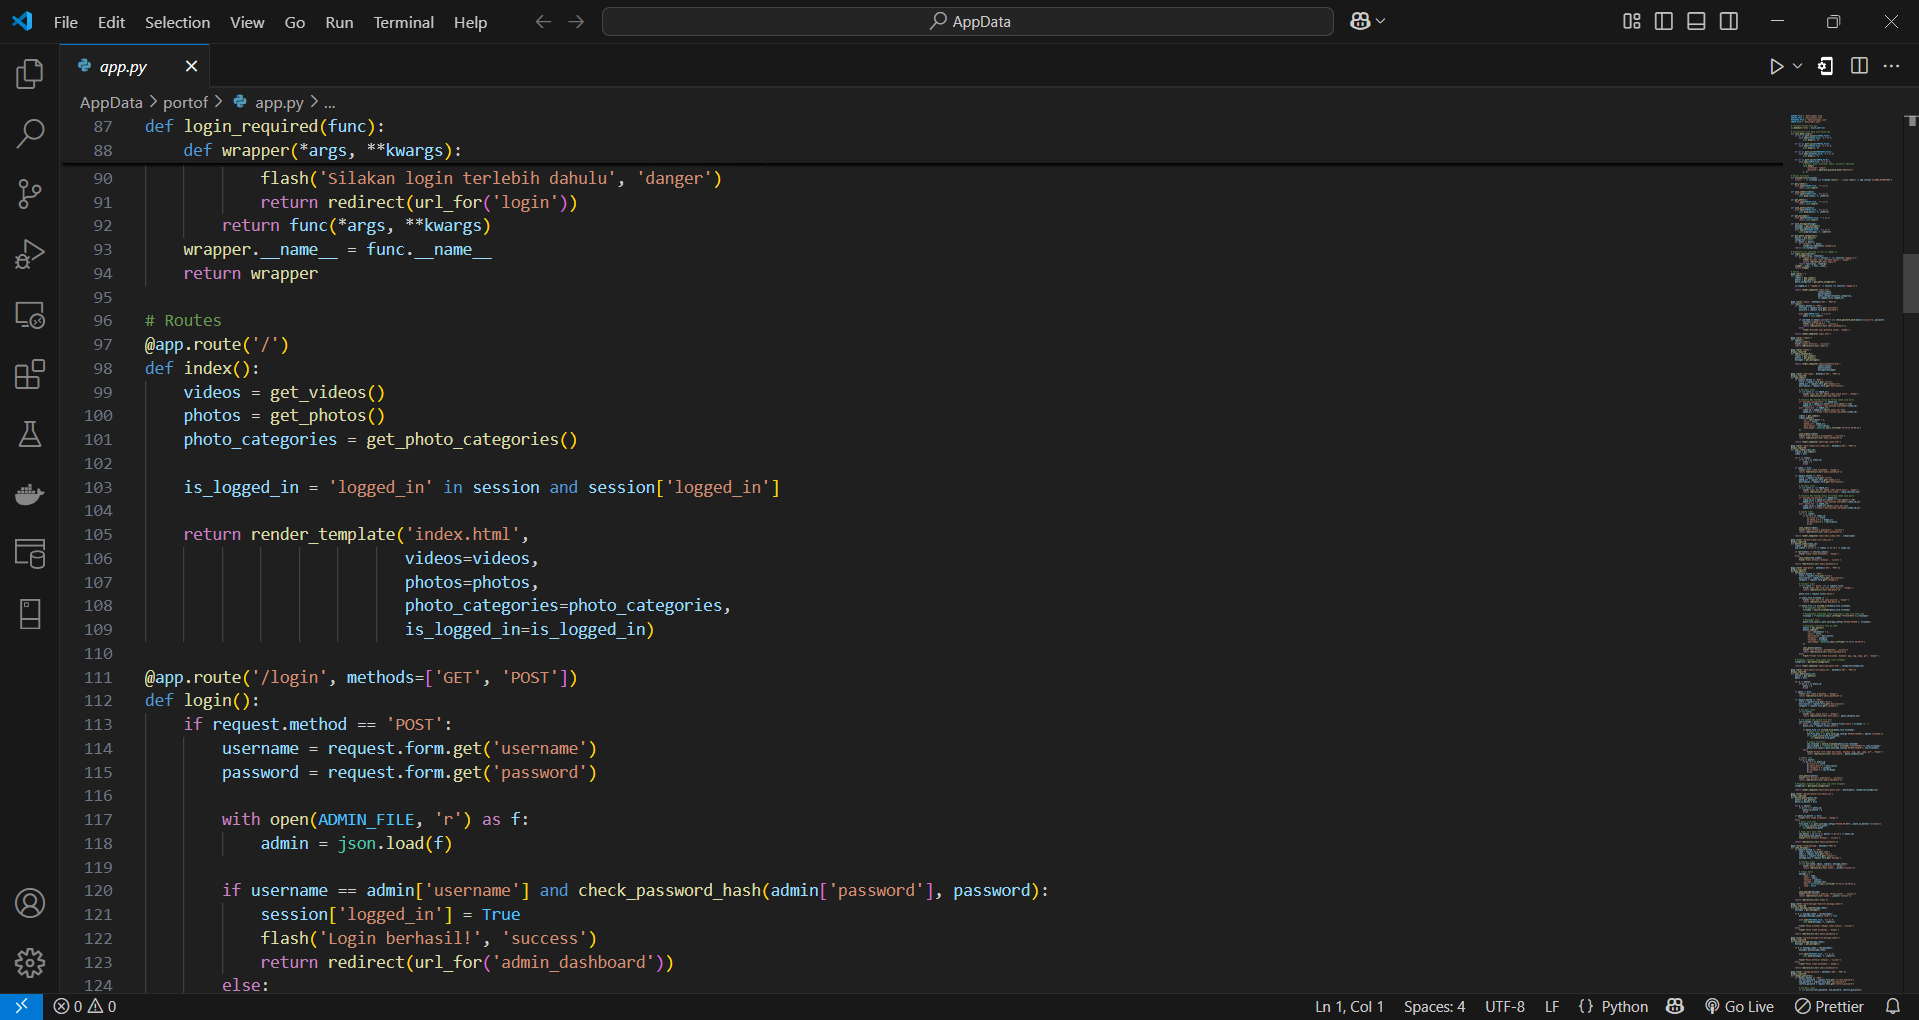 File Edit Selection View Go Run Terminal Help AppData
app.py
AppData > portof > app.py > ...
87 def login_required(func):
88 def wrapper(*args, **kwargs):
90 flash('Silakan login terlebih dahulu', 'danger')
91 return redirect(url_for('login'))
92 return func(*args, **kwargs)
93 wrapper.__name__ = func.__name__
94 return wrapper
95
96 # Routes
97 @app.route('/')
98 def index():
99 videos = get_videos()
100 photos = get_photos()
101 photo_categories = get_photo_categories()
102
103 is_logged_in = 'logged_in' in session and session['logged_in']
104
105 return render_template('index.html',
106 videos=videos,
107 photos=photos,
108 photo_categories=photo_categories,
109 is_logged_in=is_logged_in)
110
111 @app.route('/login', methods=['GET', 'POST'])
112 def login():
113 if request.method == 'POST':
114 username = request.form.get('username')
115 password = request.form.get('password')
116
117 with open(ADMIN_FILE, 'r') as f:
118 admin = json.load(f)
119
120 if username == admin['username'] and check_password_hash(admin['password'], password):
121 session['logged_in'] = True
122 flash('Login berhasil!', 'success')
123 return redirect(url_for('admin_dashboard'))
124 else:
0 0 Ln 1, Col 1 Spaces: 4 UTF-8 LF {} Python Go Live Prettier